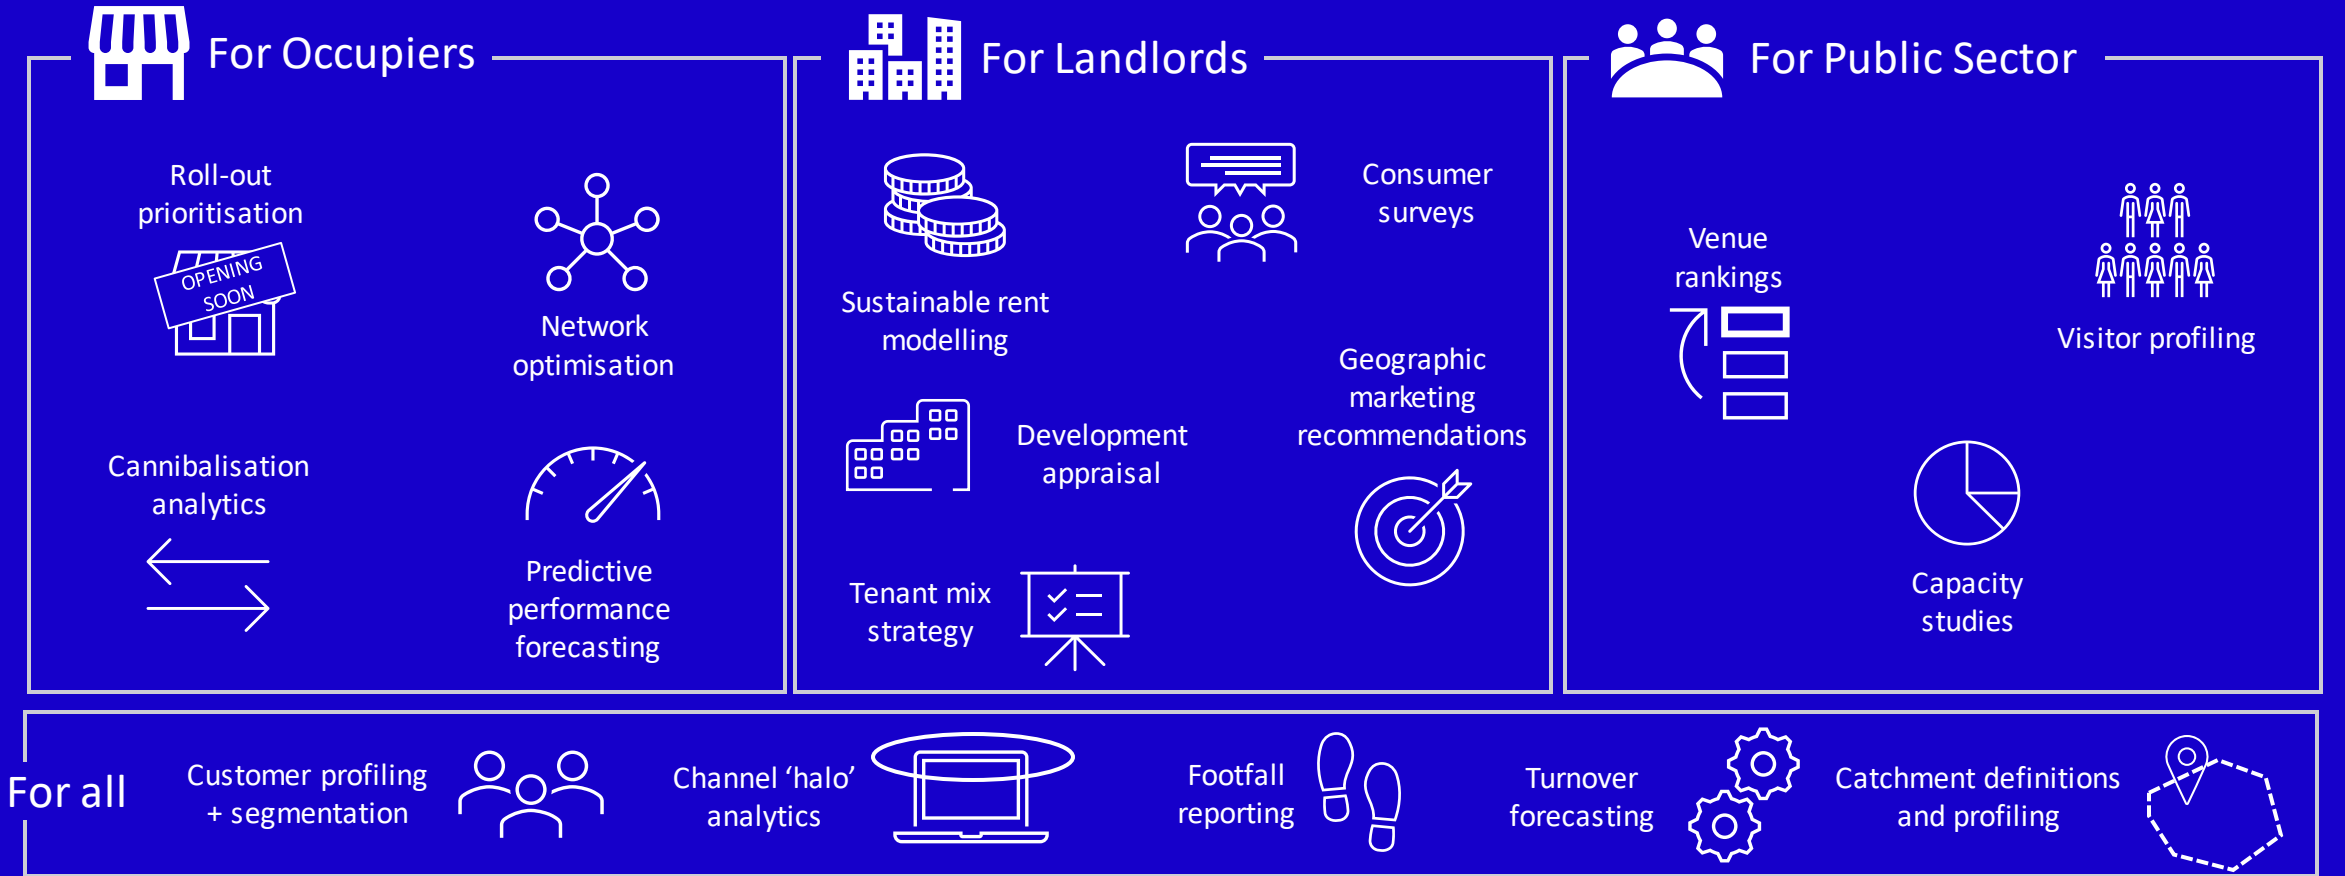 For Occupiers
Roll-out
prioritisation
OPENING
SOON
Network
optimisation
Cannibalisation
analytics
Predictive
performance
forecasting
For Landlords
Sustainable rent
modelling
Consumer
surveys
Development
appraisal
Geographic
marketing
recommendations
Tenant mix
strategy
For Public Sector
Venue
rankings
Visitor profiling
Capacity
studies
For all
Customer profiling
+ segmentation
Channel ‘halo’
analytics
Footfall
reporting
Turnover
forecasting
Catchment definitions
and profiling